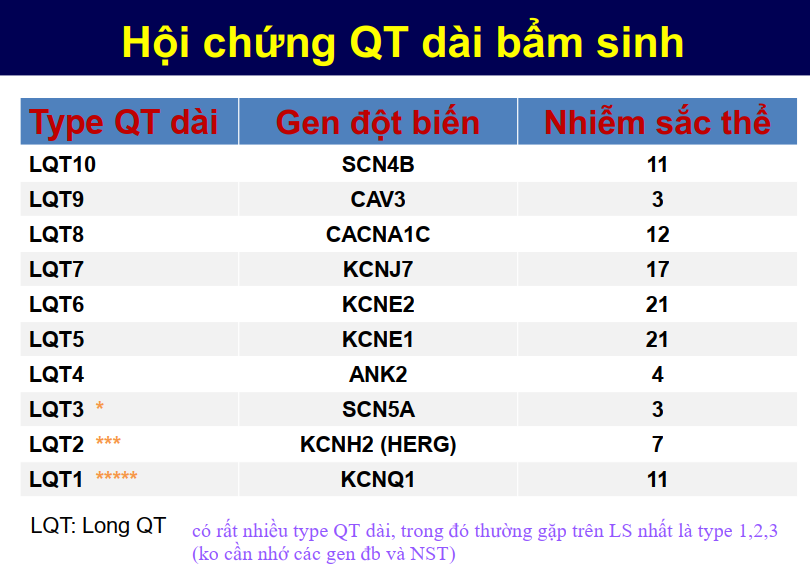 Hội chứng QT dài bẩm sinh
Type QT dài Gen đột biến Nhiễm sắc thể
LQT10 SCN4B 11
LQT9 CAV3 3
LQT8 CACNA1C 12
LQT7 KCNJ7 17
LQT6 KCNE2 21
LQT5 KCNE1 21
LQT4 ANK2 4
LQT3 * SCN5A 3
LQT2 *** KCNH2 (HERG) 7
LQT1 ***** KCNQ1 11
LQT: Long QT
có rất nhiều type QT dài, trong đó thường gặp trên LS nhất là type 1,2,3
(ko cần nhớ các gen đb và NST)